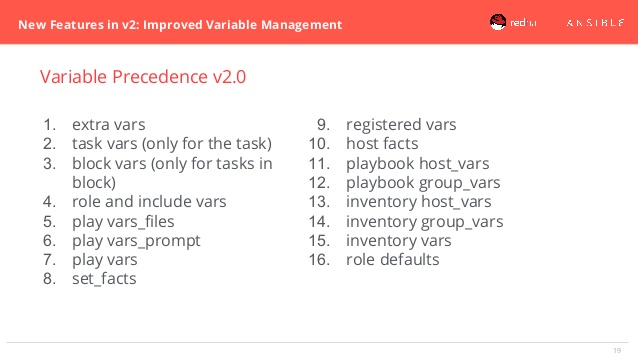 New Features in v2: Improved Variable Management
redhat
ANSIBLE
Variable Precedence v2.0
1. extra vars
2. task vars (only for the task)
3. block vars (only for tasks in
block)
4. role and include vars
5. play vars_files
6. play vars_prompt
7. play vars
8. set_facts
9. registered vars
10. host facts
11. playbook host_vars
12. playbook group_vars
13. inventory host_vars
14. inventory group_vars
15. inventory vars
16. role defaults
19